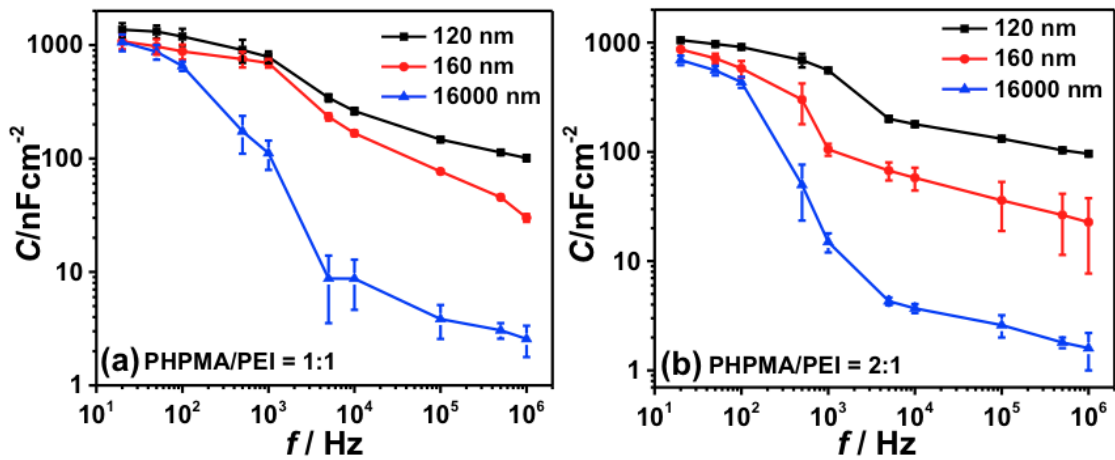 120 nm
160 nm
16000 nm
1000
100
10
1
C/nFcm⁻²
(a) PHPMA/PEI = 1:1
10¹ 10² 10³ 10⁴ 10⁵ 10⁶
f / Hz
120 nm
160 nm
16000 nm
1000
100
10
1
C/nFcm⁻²
(b) PHPMA/PEI = 2:1
10¹ 10² 10³ 10⁴ 10⁵ 10⁶
f / Hz